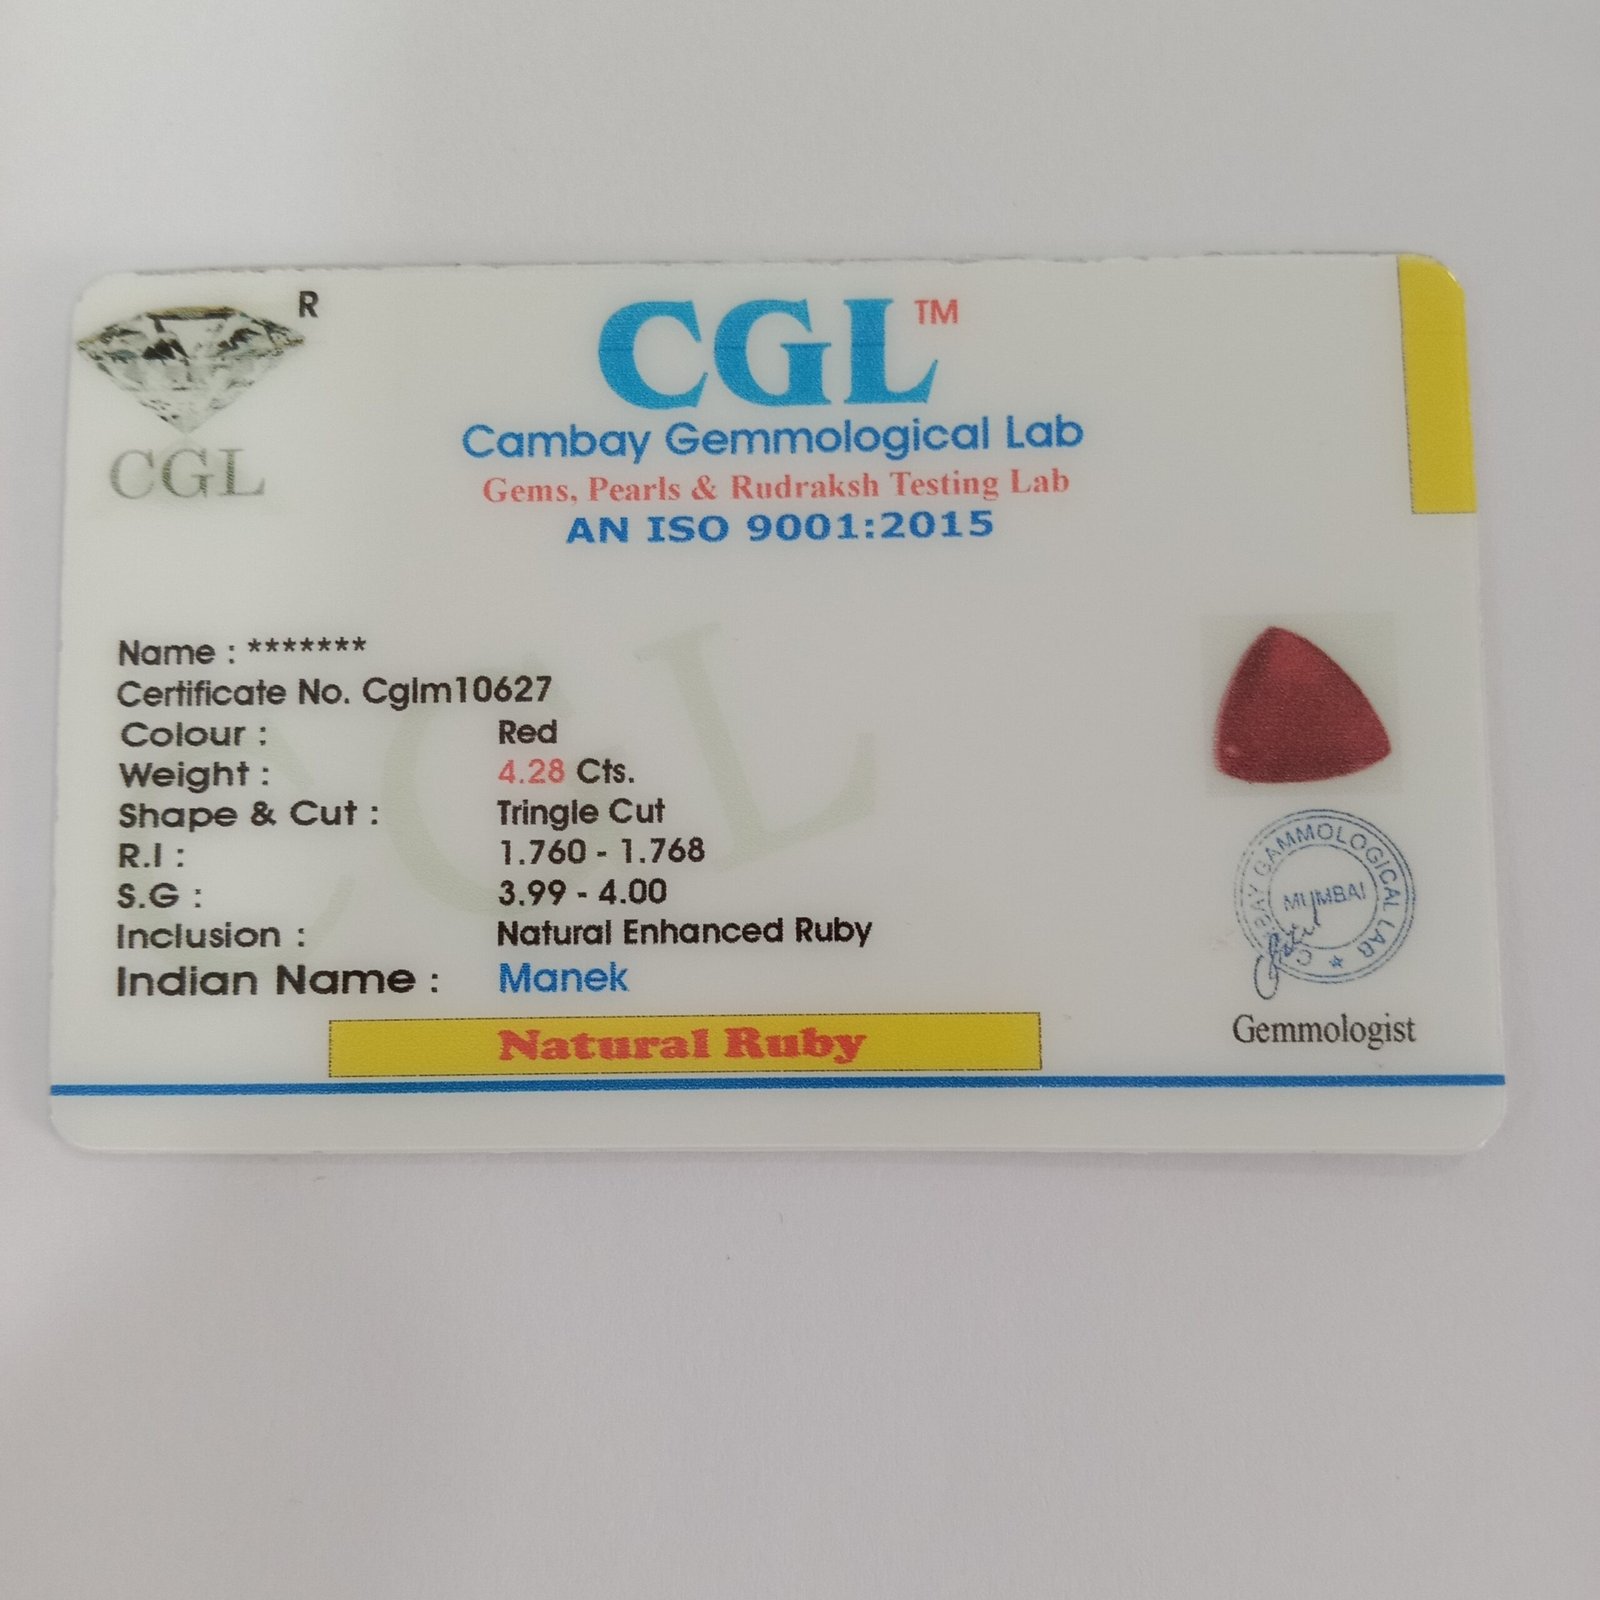 R
CGL
CGL™
Cambay Gemmological Lab
Gems, Pearls & Rudraksh Testing Lab
AN ISO 9001:2015
Name : *******
Certificate No. Cglm10627
Colour : Red
Weight : 4.28 Cts.
Shape & Cut : Tringle Cut
R.I : 1.760 - 1.768
S.G : 3.99 - 4.00
Inclusion : Natural Enhanced Ruby
Indian Name : Manek
Natural Ruby
CGL
CAMBAY GAMMOLOGICAL LAB
MUMBAI
Gemmologist